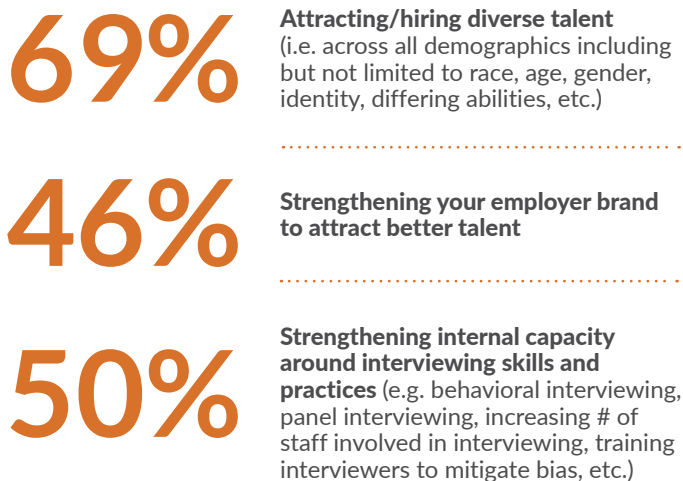 69%
Attracting/hiring diverse talent
(i.e. across all demographics including
but not limited to race, age, gender,
identity, differing abilities, etc.)
46%
Strengthening your employer brand
to attract better talent
50%
Strengthening internal capacity
around interviewing skills and
practices (e.g. behavioral interviewing,
panel interviewing, increasing # of
staff involved in interviewing, training
interviewers to mitigate bias, etc.)